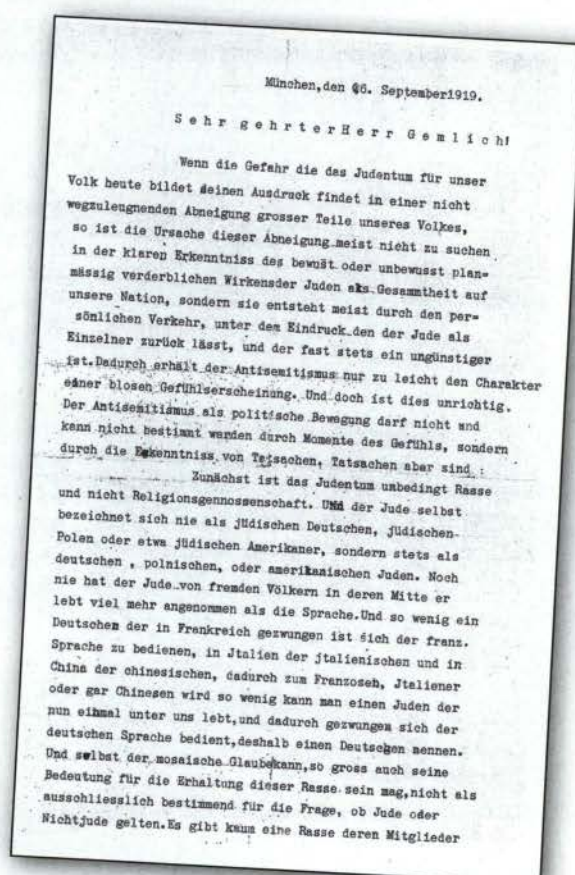 München,den 16. September1919.
S e h r  g e h r t e r H e r r  G e m l i c h !
Wenn die Gefahr die das Judentum für unser
Volk heute bildet seinen Ausdruck findet in einer nicht
wegzuleugnenden Abneigung grosser Teile unseres Volkes,
so ist die Ursache dieser Abneigung meist nicht zu suchen
in der klaren Erkenntniss des bewußt oder unbewusst plan=
mässig verderblichen Wirkensder Juden als Gesammtheit auf
unsere Nation, sondern sie entsteht meist durch den per=
sönlichen Verkehr, unter dem Eindruck den der Jude als
Einzelner zurück lässt, und der fast stets ein ungünstiger
ist.Dadurch erhält der Antisemitismus nur zu leicht den Charakter
einer blosen Gefühlserscheinung. Und doch ist dies unrichtig.
Der Antisemitismus als politische Bewegung darf nicht und
kann nicht bestimmt werden durch Momente des Gefühls, sondern
durch die Erkenntniss von Tatsachen. Tatsachen aber sind :
Zunächst ist das Judentum unbedingt Rasse
und nicht Religionsgennossenschaft. Und der Jude selbst
bezeichnet sich nie als jüdischen Deutschen, jüdischen
Polen oder etwa jüdischen Amerikaner, sondern stets als
deutschen , polnischen, oder amerikanischen Juden. Noch
nie hat der Jude von fremden Völkern in deren Mitte er
lebt viel mehr angenommen als die Sprache.Und so wenig ein
Deutscher der in Frankreich gezwungen ist sich der franz.
Sprache zu bedienen, in Jtalien der jtalienischen und in
China der chinesischen, dadurch zum Franzosen, Jtaliener
oder gar Chinesen wird so wenig kann man einen Juden der
nun einmal unter uns lebt,und dadurch gezwungen sich der
deutschen Sprache bedient,deshalb einen Deutschen nennen.
Und selbst der mosaische Glaubekann,so gross auch seine
Bedeutung für die Erhaltung dieser Rasse sein mag,nicht als
ausschliesslich bestimmend für die Frage, ob Jude oder
Nichtjude gelten.Es gibt kaum eine Rasse deren Mitglieder